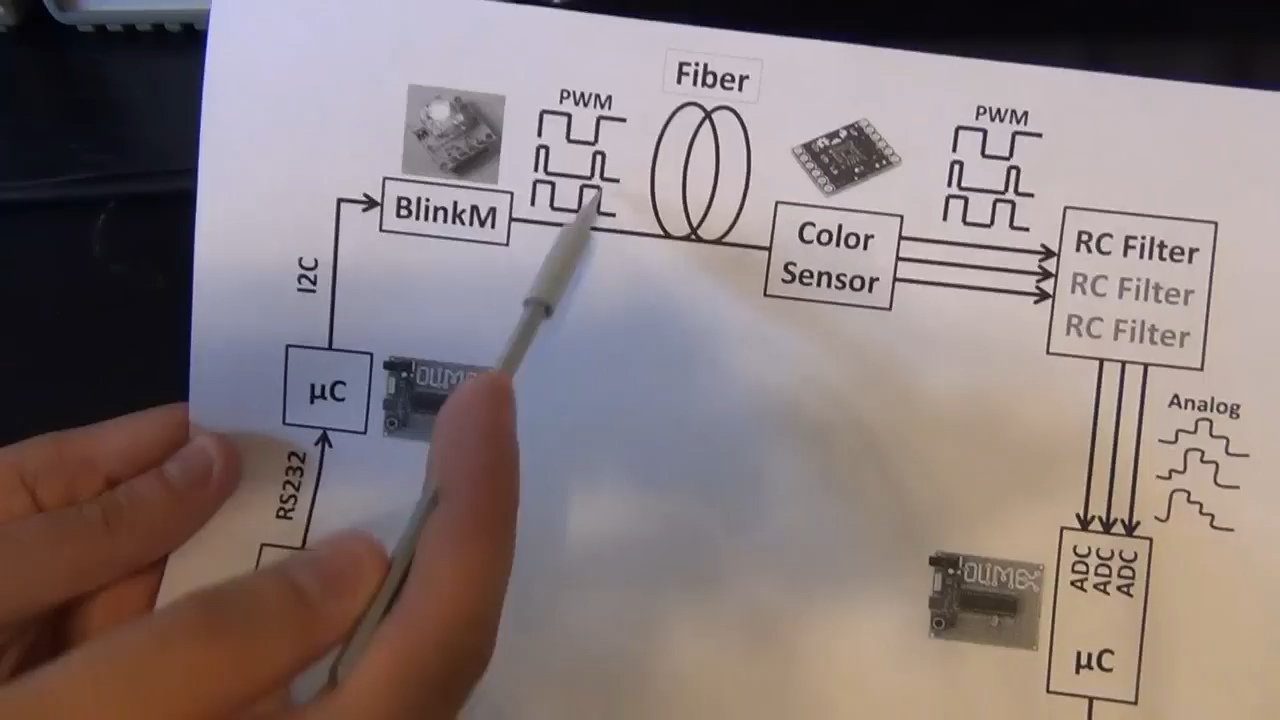 Fiber
PWM
PWM
BlinkM
Color
Sensor
RC Filter
RC Filter
RC Filter
I2C
µC
RS232
Analog
OLIMEX
ADC
ADC
ADC
µC